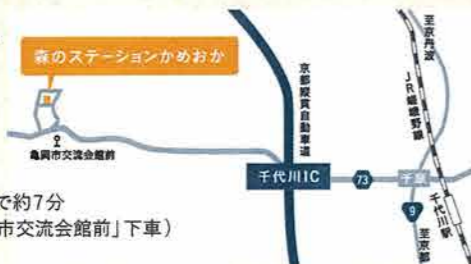 森のステーションかめおか
亀岡市交流会館前
京都縦貫自動車道
千代川IC
73
千原
9
JR嵯峨野線
千代川駅
至京丹波
至京都
で約7分
市交流会館前」下車)